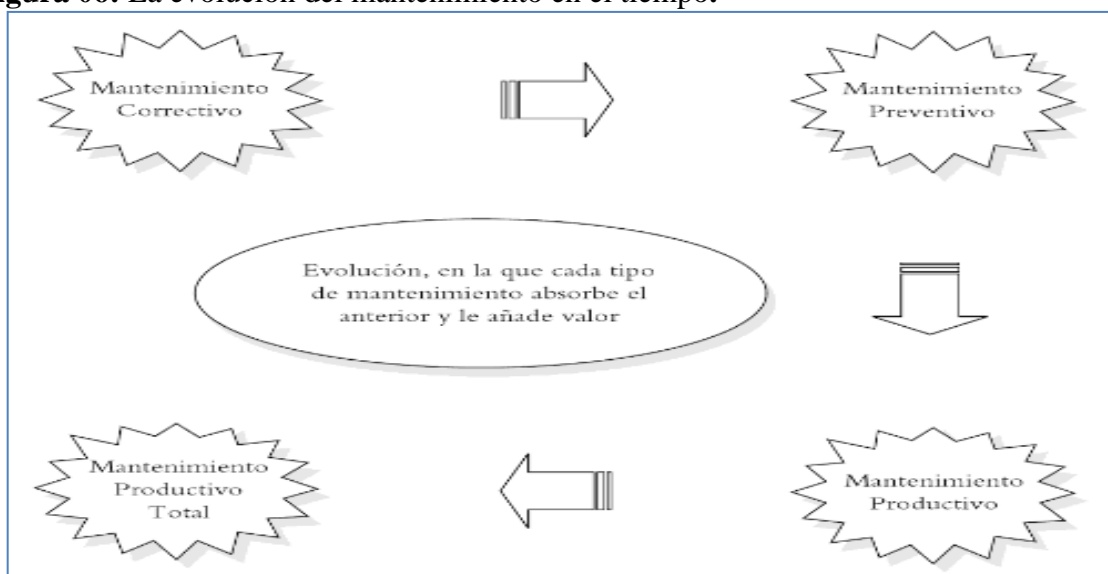 gura 06. La evolución del mantenimiento en el tiempo.
Mantenimiento
Correctivo
Mantenimiento
Preventivo
Evolución, en la que cada tipo
de mantenimiento absorbe el
anterior y le añade valor
Mantenimiento
Productivo
Total
Mantenimiento
Productivo